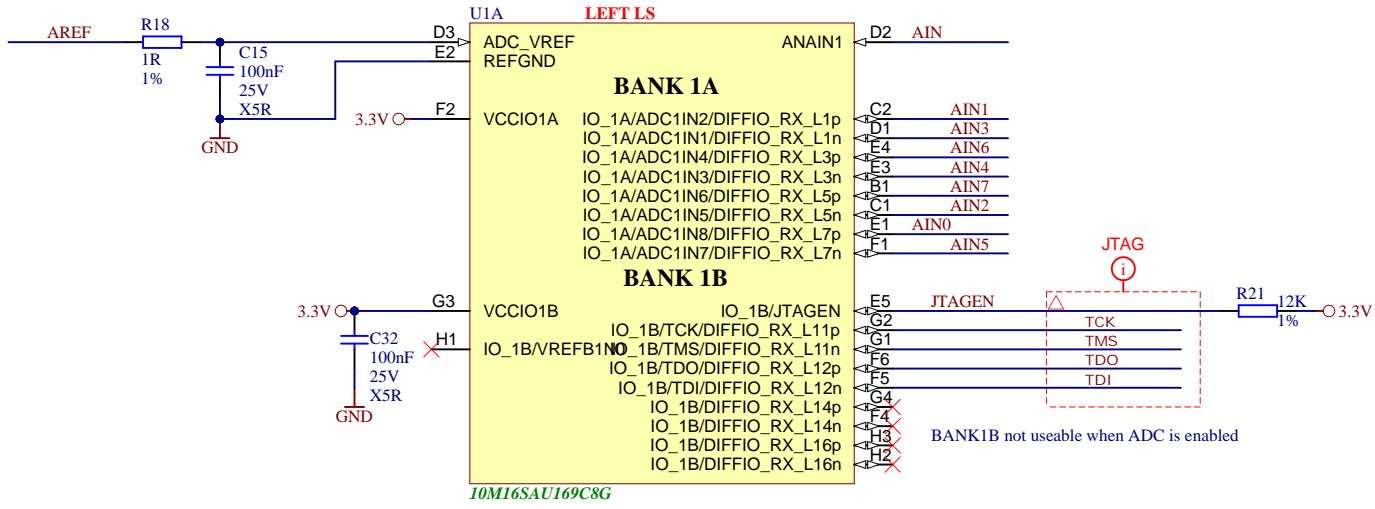 U1A
LEFT LS
AREF
R18
1R
1%
C15
100nF
25V
X5R
GND
D3
ADC_VREF
E2
REFGND
ANAIN1
D2
AIN
BANK 1A
3.3V
F2
VCCIO1A
IO_1A/ADC1IN2/DIFFIO_RX_L1p
C2
AIN1
IO_1A/ADC1IN1/DIFFIO_RX_L1n
D1
AIN3
IO_1A/ADC1IN4/DIFFIO_RX_L3p
E4
AIN6
IO_1A/ADC1IN3/DIFFIO_RX_L3n
E3
AIN4
IO_1A/ADC1IN6/DIFFIO_RX_L5p
B1
AIN7
IO_1A/ADC1IN5/DIFFIO_RX_L5n
C1
AIN2
IO_1A/ADC1IN8/DIFFIO_RX_L7p
E1
AIN0
IO_1A/ADC1IN7/DIFFIO_RX_L7n
F1
AIN5
BANK 1B
JTAG
i
3.3V
G3
VCCIO1B
C32
100nF
25V
X5R
GND
H1
IO_1B/VREFB1N0
IO_1B/JTAGEN
E5
JTAGEN
R21
12K
1%
3.3V
IO_1B/TCK/DIFFIO_RX_L11p
G2
TCK
IO_1B/TMS/DIFFIO_RX_L11n
G1
TMS
IO_1B/TDO/DIFFIO_RX_L12p
F6
TDO
IO_1B/TDI/DIFFIO_RX_L12n
F5
TDI
IO_1B/DIFFIO_RX_L14p
G4
IO_1B/DIFFIO_RX_L14n
F4
IO_1B/DIFFIO_RX_L16p
H3
IO_1B/DIFFIO_RX_L16n
H2
BANK1B not useable when ADC is enabled
10M16SAU169C8G